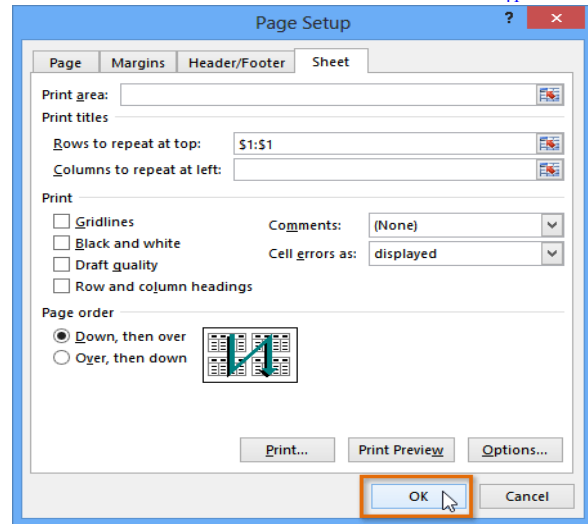 Page Setup ? ×
Page Margins Header/Footer Sheet
Print area:
Print titles
Rows to repeat at top: $1:$1
Columns to repeat at left:
Print
Gridlines Comments: (None)
Black and white Cell errors as: displayed
Draft quality
Row and column headings
Page order
Down, then over
Over, then down
Print... Print Preview Options...
OK Cancel